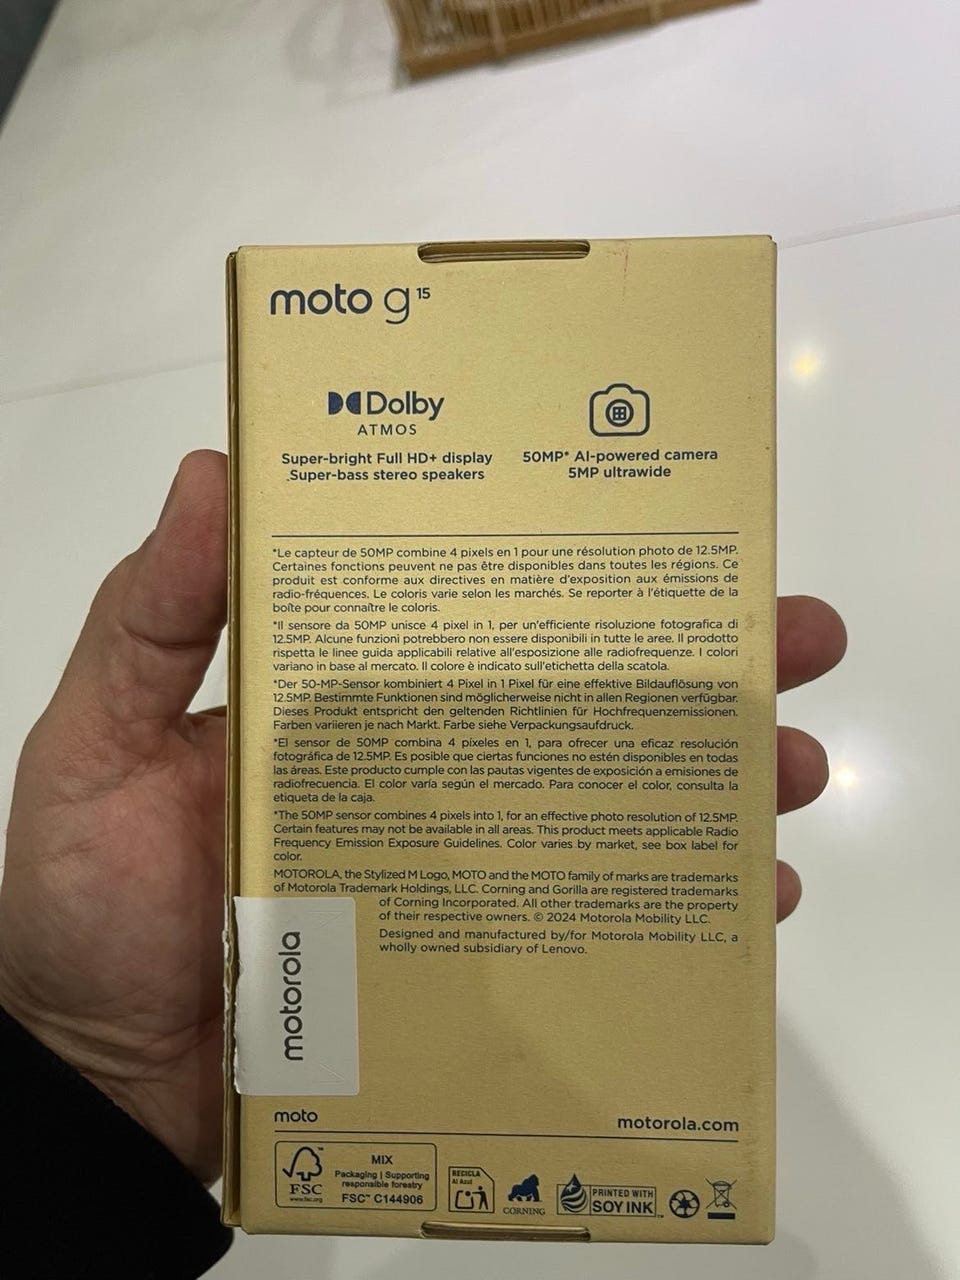 moto g¹⁵
Dolby
ATMOS
Super-bright Full HD+ display
Super-bass stereo speakers
50MP* AI-powered camera
5MP ultrawide
*Le capteur de 50MP combine 4 pixels en 1 pour une résolution photo de 12.5MP.
Certaines fonctions peuvent ne pas être disponibles dans toutes les régions. Ce
produit est conforme aux directives en matière d'exposition aux émissions de
radio-fréquences. Le coloris varie selon les marchés. Se reporter à l'étiquette de la
boîte pour connaître le coloris.
*Il sensore da 50MP unisce 4 pixel in 1, per un'efficiente risoluzione fotografica di
12.5MP. Alcune funzioni potrebbero non essere disponibili in tutte le aree. Il prodotto
rispetta le linee guida applicabili relative all'esposizione alle radiofrequenze. I colori
variano in base al mercato. Il colore è indicato sull'etichetta della scatola.
*Der 50-MP-Sensor kombiniert 4 Pixel in 1 Pixel für eine effektive Bildauflösung von
12.5MP. Bestimmte Funktionen sind möglicherweise nicht in allen Regionen verfügbar.
Dieses Produkt entspricht den geltenden Richtlinien für Hochfrequenzemissionen.
Farben variieren je nach Markt. Farbe siehe Verpackungsaufdruck.
*El sensor de 50MP combina 4 píxeles en 1, para ofrecer una eficaz resolución
fotográfica de 12.5MP. Es posible que ciertas funciones no estén disponibles en todas
las áreas. Este producto cumple con las pautas vigentes de exposición a emisiones de
radiofrecuencia. El color varía según el mercado. Para conocer el color, consulta la
etiqueta de la caja.
*The 50MP sensor combines 4 pixels into 1, for an effective photo resolution of 12.5MP.
Certain features may not be available in all areas. This product meets applicable Radio
Frequency Emission Exposure Guidelines. Color varies by market, see box label for
color.
MOTOROLA, the Stylized M Logo, MOTO and the MOTO family of marks are trademarks
of Motorola Trademark Holdings, LLC. Corning and Gorilla are registered trademarks
of Corning Incorporated. All other trademarks are the property
of their respective owners. © 2024 Motorola Mobility LLC.
Designed and manufactured by/for Motorola Mobility LLC, a
wholly owned subsidiary of Lenovo.
motorola
moto
motorola.com
FSC
www.fsc.org
MIX
Packaging | Supporting
responsible forestry
FSC™ C144906
RECICLA
Al Azul
CORNING
PRINTED WITH
SOY INK™